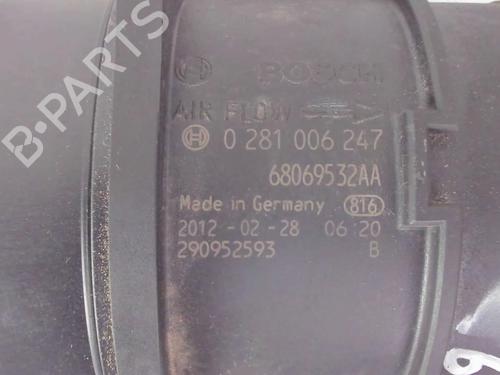 B-PARTS
BOSCH
AIR FLOW
0 281 006 247
68069532AA
Made in Germany 816
2012 - 02 - 28 06:20
290952593 B